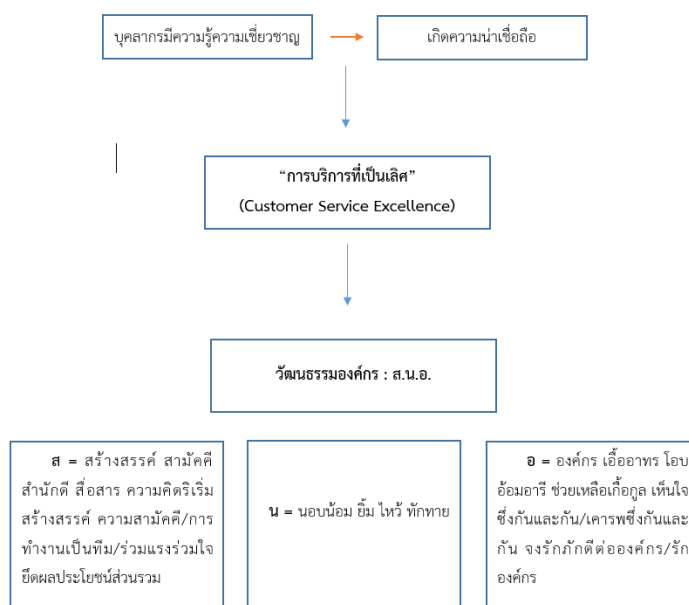 บุคลากรมีความรู้ความเชี่ยวชาญ
เกิดความน่าเชื่อถือ
“การบริการที่เป็นเลิศ”
(Customer Service Excellence)
วัฒนธรรมองค์กร : ส.น.อ.
ส = สร้างสรรค์ สามัคคี
สำนักดี สื่อสาร ความคิดริเริ่ม
สร้างสรรค์ ความสามัคคี/การ
ทำงานเป็นทีม/ร่วมแรงร่วมใจ
ยึดผลประโยชน์ส่วนรวม
น = นอบน้อม ยิ้ม ไหว้ ทักทาย
อ = องค์กร เอื้ออาทร โอบ
อ้อมอารี ช่วยเหลือเกื้อกูล เห็นใจ
ซึ่งกันและกัน/เคารพซึ่งกันและ
กัน จงรักภักดีต่อองค์กร/รัก
องค์กร